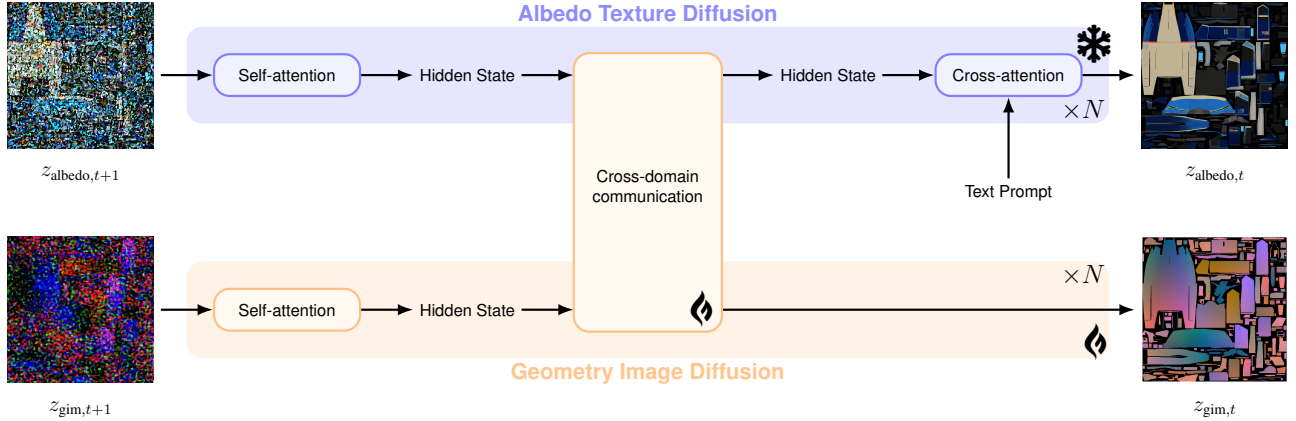 Albedo Texture Diffusion
Self-attention
Hidden State
Hidden State
Cross-attention
×N
z_albedo,t+1
Cross-domain
communication
Text Prompt
z_albedo,t
×N
Self-attention
Hidden State
Geometry Image Diffusion
z_gim,t+1
z_gim,t